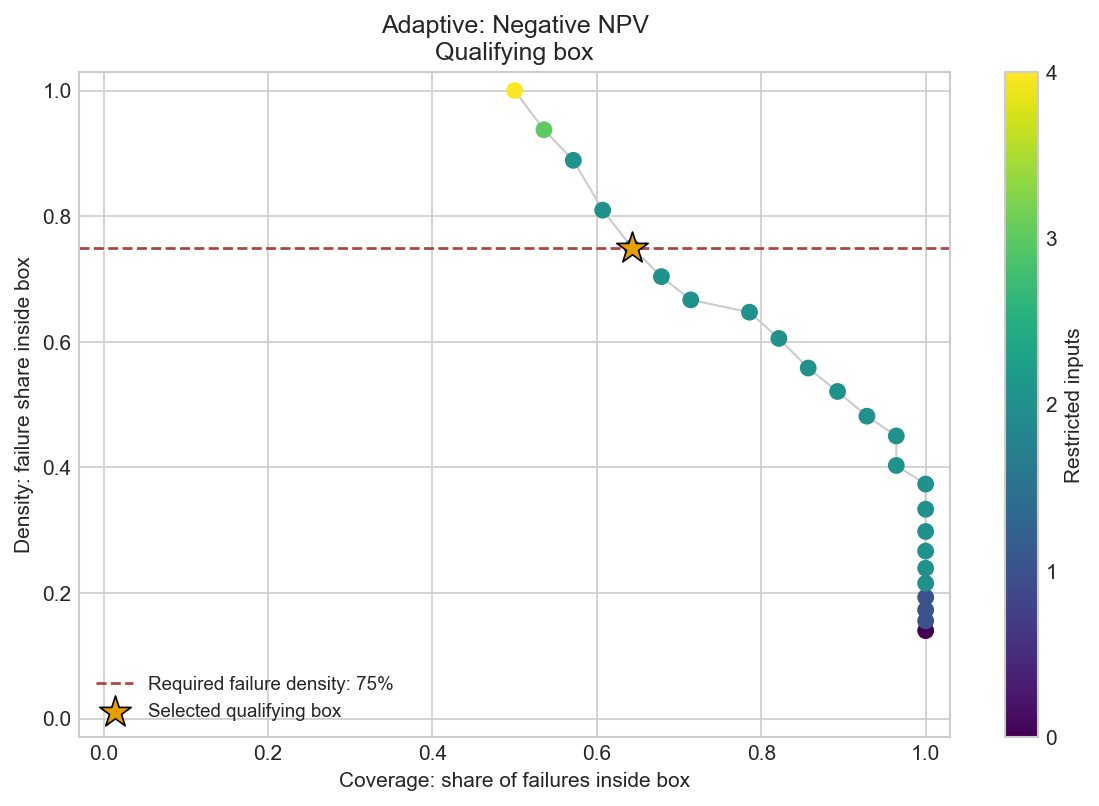 Adaptive: Negative NPV
Qualifying box
1.0
0.8
0.6
0.4
0.2
0.0
Density: failure share inside box
Required failure density: 75%
Selected qualifying box
0.0 0.2 0.4 0.6 0.8 1.0
Coverage: share of failures inside box
4
3
2
1
0
Restricted inputs